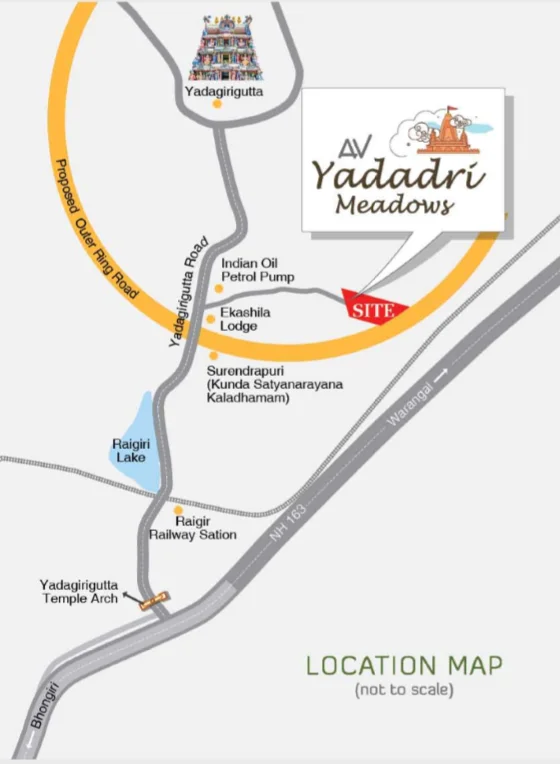 Yadagirigutta
AV
Yadadri
Meadows
Proposed Outer Ring Road
Yadagirigutta Road
Indian Oil
Petrol Pump
SITE
Ekashila
Lodge
Surendrapuri
(Kunda Satyanarayana
Kaladhamam)
Warangal
Raigiri
Lake
NH 163
Raigir
Railway Sation
Yadagirigutta
Temple Arch
LOCATION MAP
(not to scale)
Bhongiri